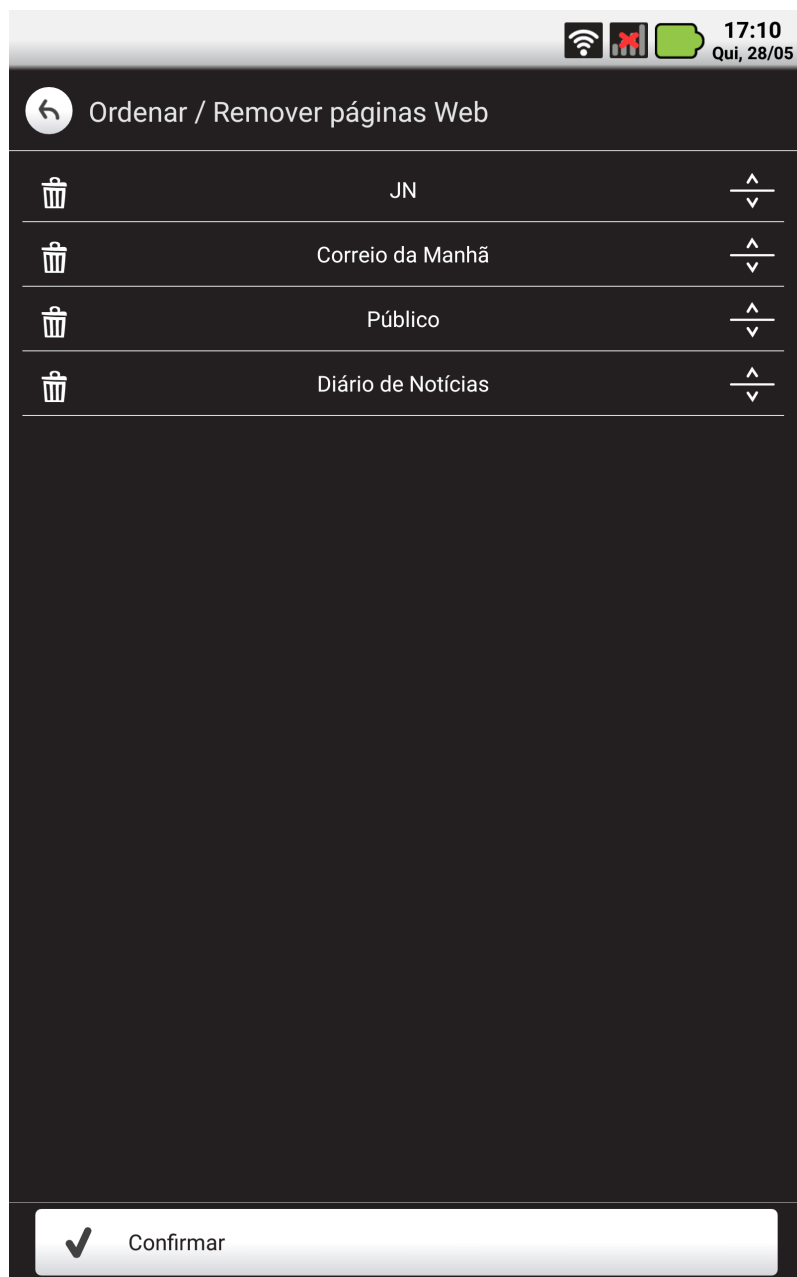 17:10
Qui, 28/05
Ordenar / Remover páginas Web
JN
Correio da Manhã
Público
Diário de Notícias
Confirmar